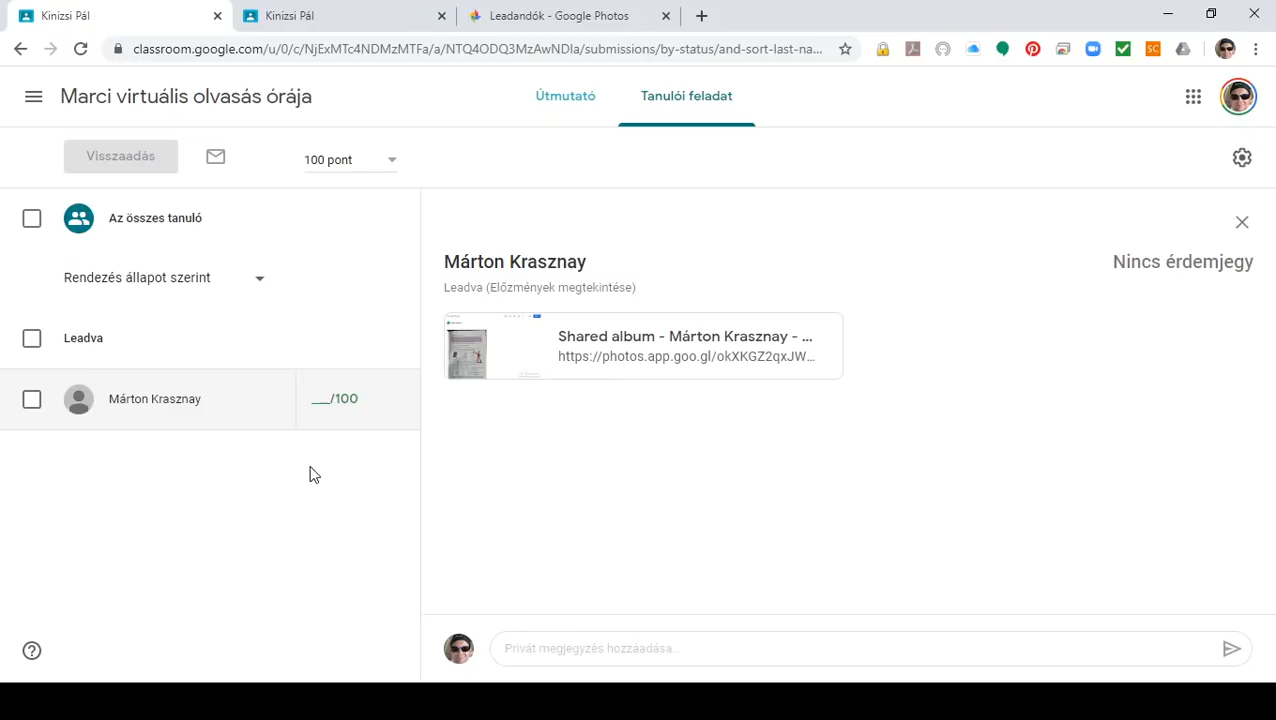 Kinizsi Pál
Kinizsi Pál
Leadandók - Google Photos
classroom.google.com/u/0/c/NjExMTc4NDMzMTFa/a/NTQ4ODQ3MzAwNDla/submissions/by-status/and-sort-last-na...
Marci virtuális olvasás órája
Útmutató
Tanulói feladat
Visszaadás
100 pont
Az összes tanuló
Rendezés állapot szerint
Leadva
Márton Krasznay
___/100
Márton Krasznay
Nincs érdemjegy
Leadva (Előzmények megtekintése)
Shared album - Márton Krasznay - ...
https://photos.app.goo.gl/okXKGZ2qxJW...
Privát megjegyzés hozzáadása...